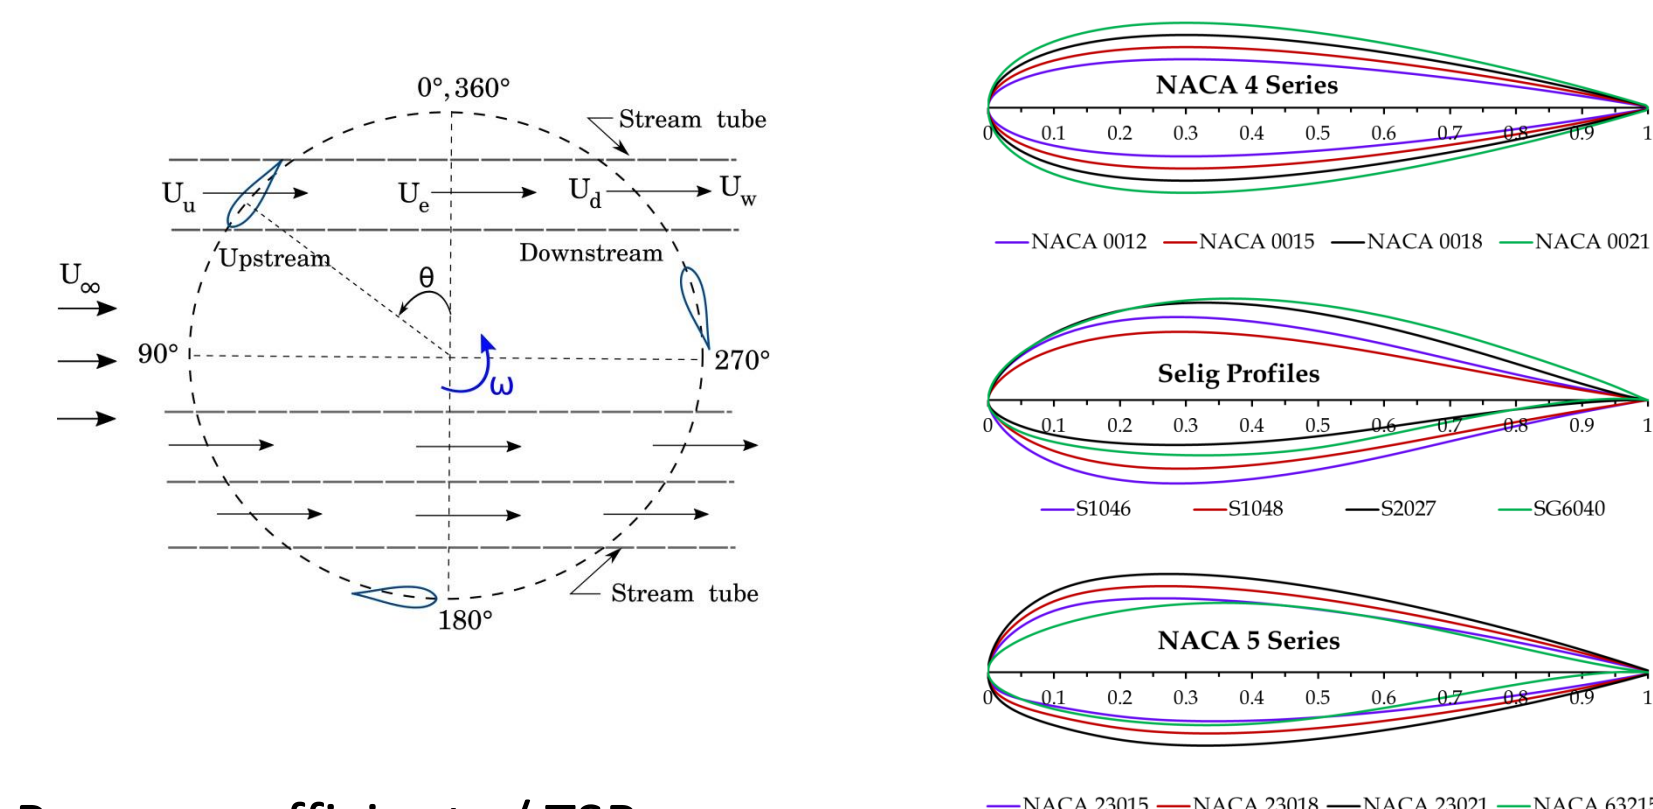 0°, 360°
Stream tube
U_u
U_e
U_d
U_w
Upstream
Downstream
U_∞
θ
90°
270°
ω
Stream tube
180°
NACA 4 Series
0 0.1 0.2 0.3 0.4 0.5 0.6 0.7 0.8 0.9 1
NACA 0012 NACA 0015 NACA 0018 NACA 0021
Selig Profiles
0 0.1 0.2 0.3 0.4 0.5 0.6 0.7 0.8 0.9 1
S1046 S1048 S2027 SG6040
NACA 5 Series
0 0.1 0.2 0.3 0.4 0.5 0.6 0.7 0.8 0.9 1
NACA 23015 NACA 23018 NACA 23021 NACA 63215